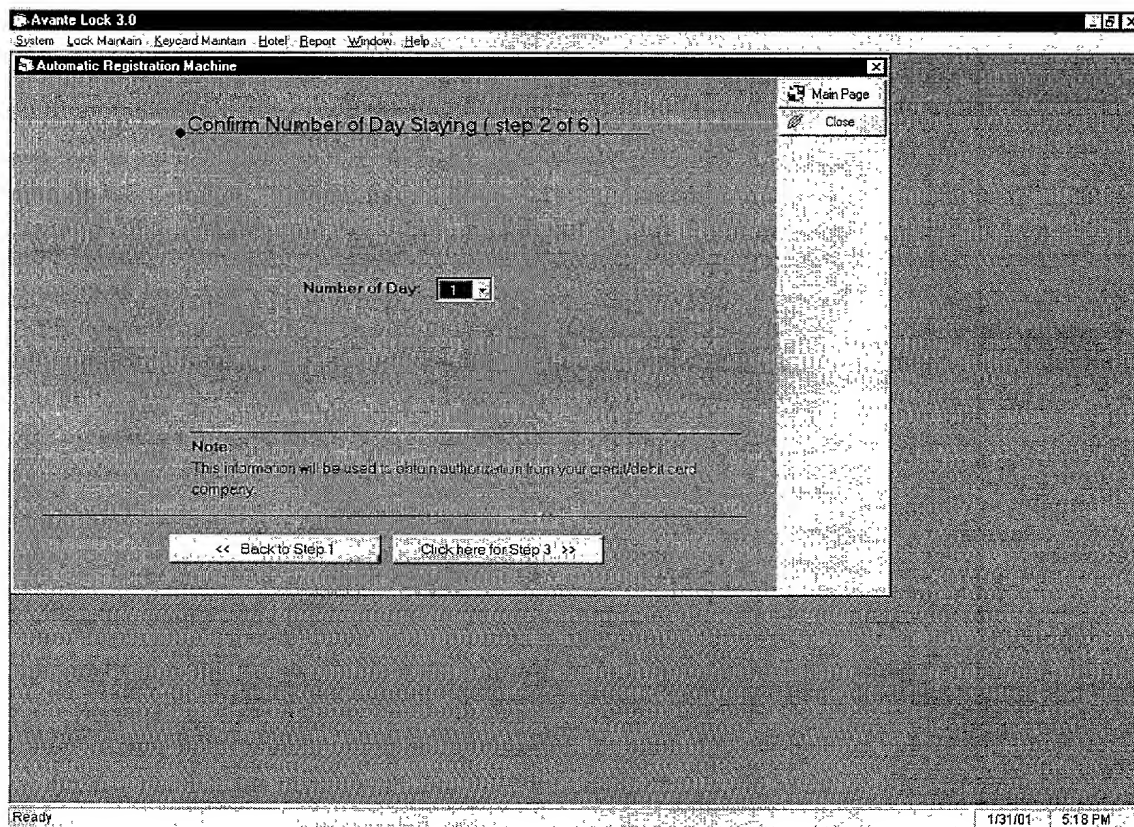 Avante Lock 3.0
System Lock Maintain Keycard Maintain Hotel Report Window Help
Automatic Registration Machine
Main Page
Close
Confirm Number of Day Staying ( step 2 of 6 )
Number of Day: 1
Note:
This information will be used to obtain authorization from your credit/debit card
company.
<< Back to Step 1 Click here for Step 3 >>
Ready 1/31/01 5:18 PM